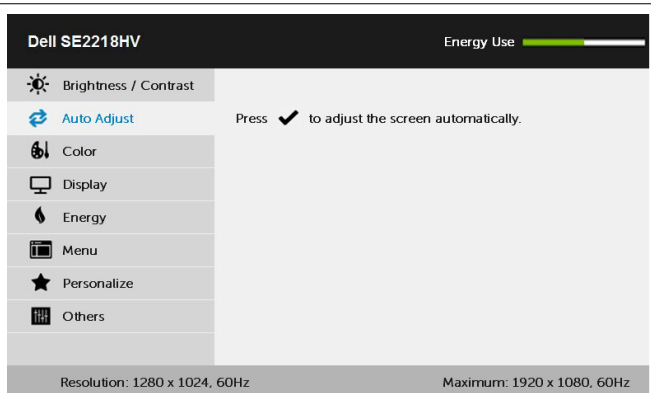 Dell SE2218HV
Energy Use
Brightness / Contrast
Auto Adjust
Press ✔ to adjust the screen automatically.
Color
Display
Energy
Menu
Personalize
Others
Resolution: 1280 x 1024, 60Hz
Maximum: 1920 x 1080, 60Hz